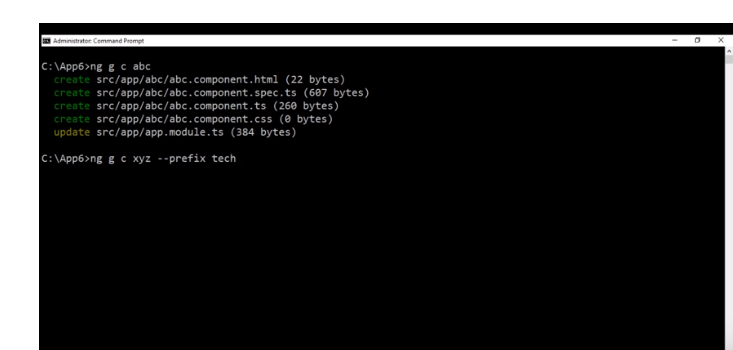 Administrator: Command Prompt
C:\App6>ng g c abc
create src/app/abc/abc.component.html (22 bytes)
create src/app/abc/abc.component.spec.ts (607 bytes)
create src/app/abc/abc.component.ts (260 bytes)
create src/app/abc/abc.component.css (0 bytes)
update src/app/app.module.ts (384 bytes)
C:\App6>ng g c xyz --prefix tech